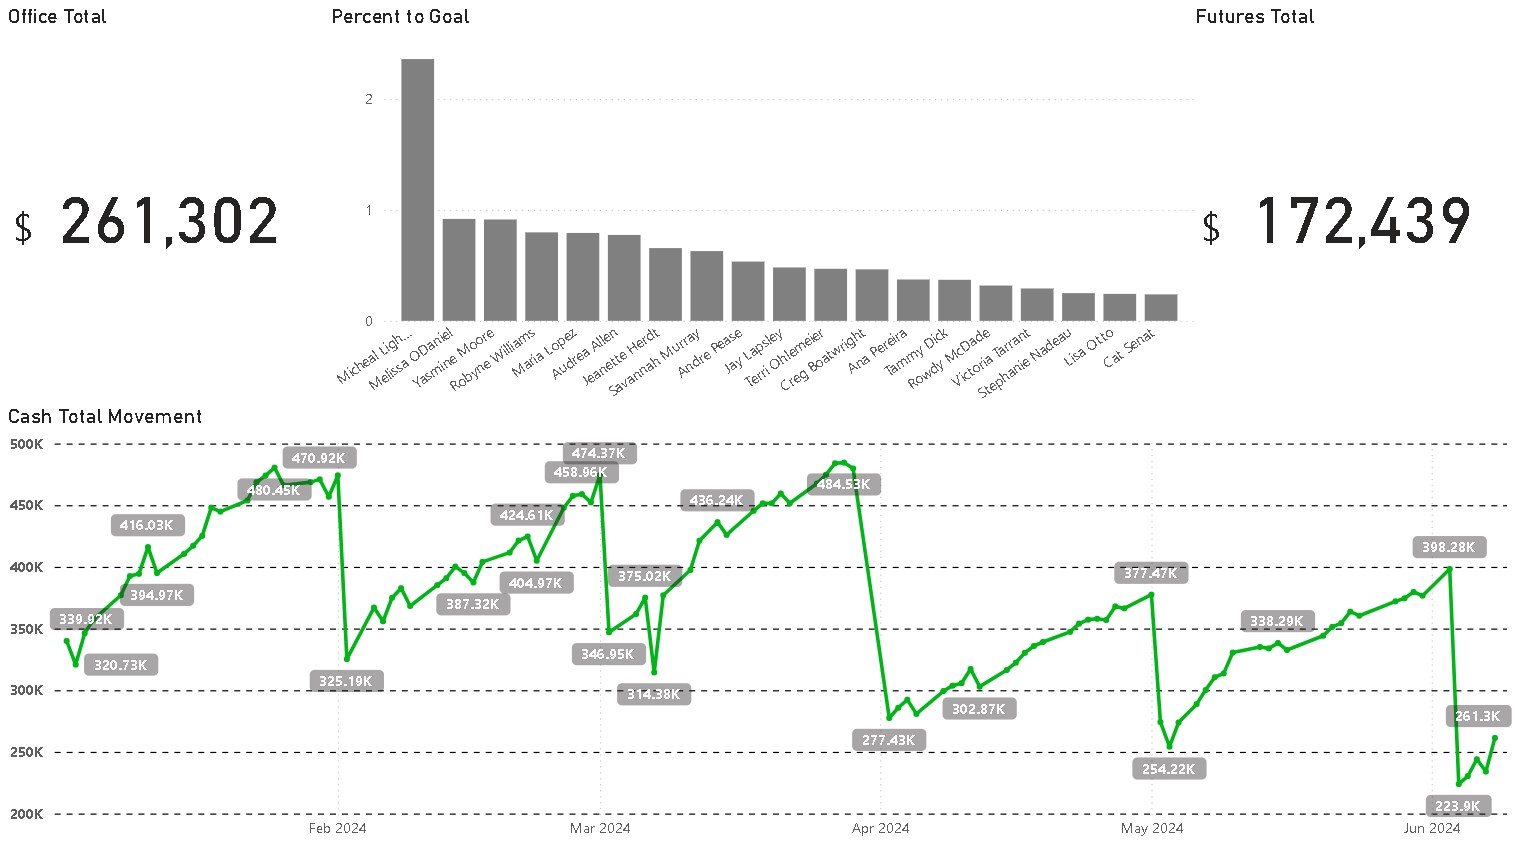 Office Total
Percent to Goal
Futures Total
2
1
0
$ 261,302
$ 172,439
Micheal Ligh...
Melissa ODaniel
Yasmine Moore
Robyne Williams
Maria Lopez
Audrea Allen
Jeanette Herdt
Savannah Murray
Andre Pease
Jay Lapsley
Terri Ohlemeier
Creg Boatwright
Ana Pereira
Tammy Dick
Rowdy McDade
Victoria Tarrant
Stephanie Nadeau
Lisa Otto
Cat Senat
Cash Total Movement
500K
450K
400K
350K
300K
250K
200K
339.92K
320.73K
416.03K
394.97K
480.45K
470.92K
325.19K
387.32K
424.61K
404.97K
458.96K
474.37K
346.95K
375.02K
314.38K
436.24K
484.53K
277.43K
302.87K
377.47K
254.22K
338.29K
398.28K
261.3K
223.9K
Feb 2024
Mar 2024
Apr 2024
May 2024
Jun 2024